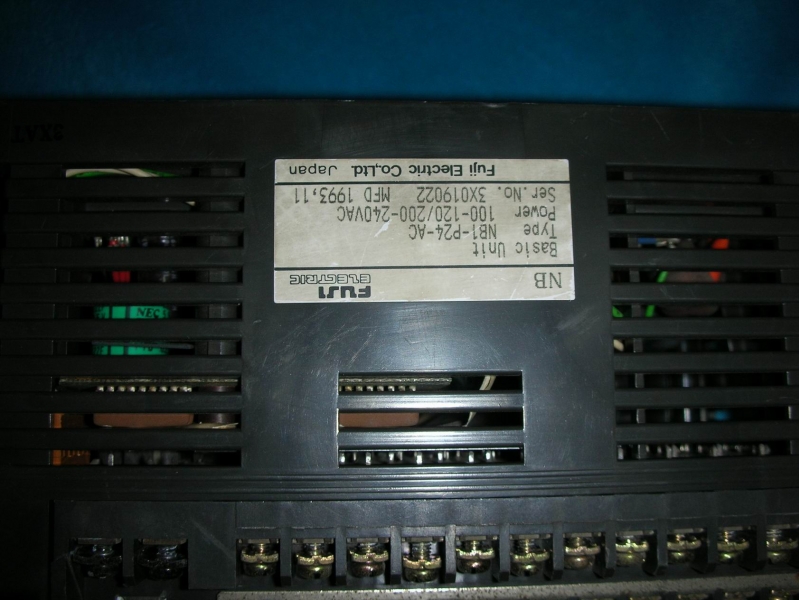 NB FUJI
ELECTRIC
Basic Unit
Type NB1-P24-AC
Power 100-120/200-240VAC
Ser.No. 3X019022 MFD 1993,11
Fuji Electric Co.,Ltd. Japan
NEC